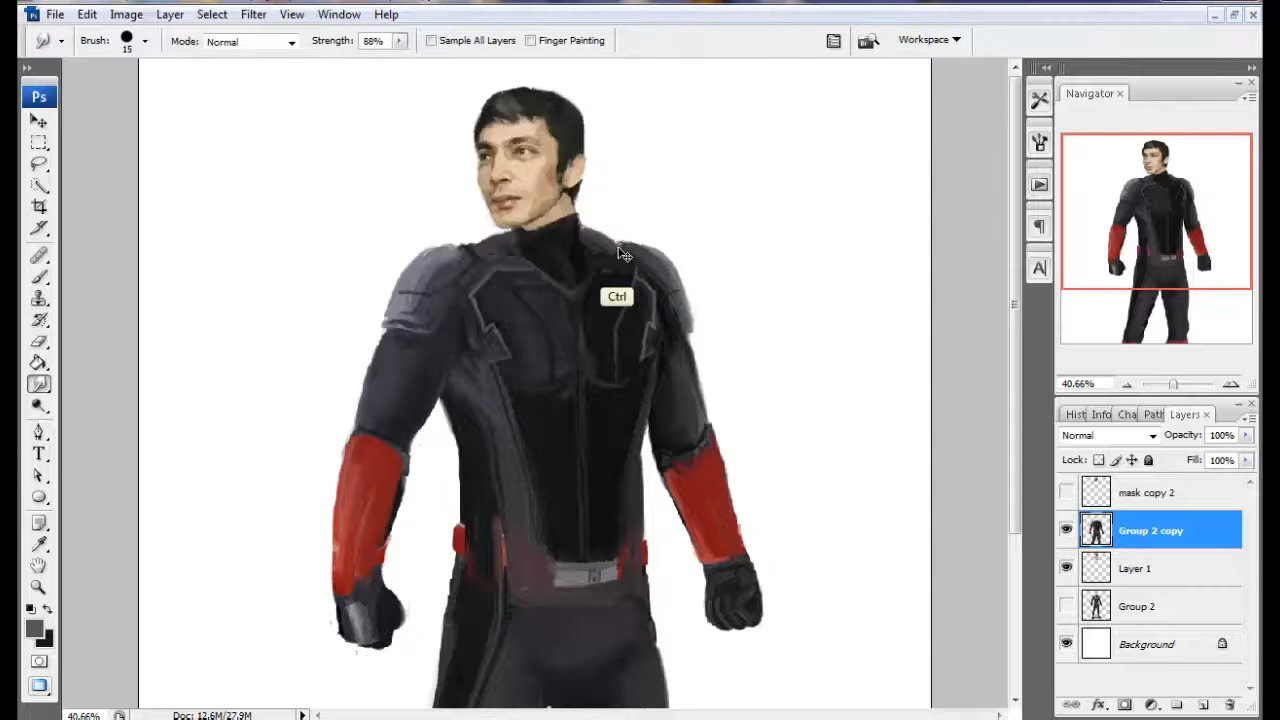 Ps File Edit Image Layer Select Filter View Window Help
Brush: 15 Mode: Normal Strength: 88% Sample All Layers Finger Painting Workspace
Ps
Navigator
Ctrl
T
A
40.66%
Hist Info Cha Path Layers
Normal Opacity: 100%
Lock: Fill: 100%
mask copy 2
Group 2 copy
Layer 1
Group 2
Background
40.66% Doc: 12.6M/27.9M